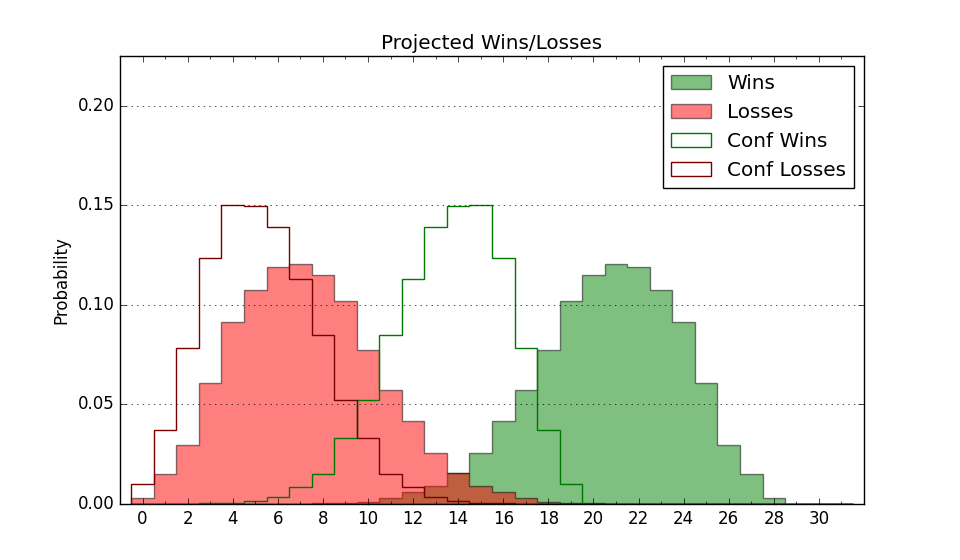 Projected Wins/Losses
Wins
Losses
Conf Wins
Conf Losses
Probability
0.20
0.15
0.10
0.05
0.00
0 2 4 6 8 10 12 14 16 18 20 22 24 26 28 30